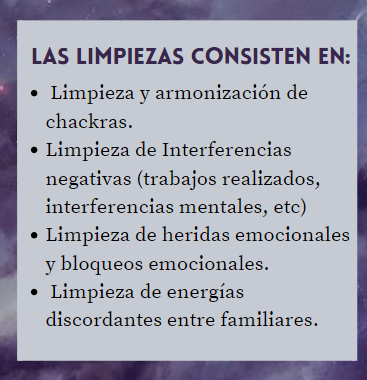 LAS LIMPIEZAS CONSISTEN EN:
• Limpieza y armonización de
chackras.
• Limpieza de Interferencias
negativas (trabajos realizados,
interferencias mentales, etc)
• Limpieza de heridas emocionales
y bloqueos emocionales.
• Limpieza de energías
discordantes entre familiares.